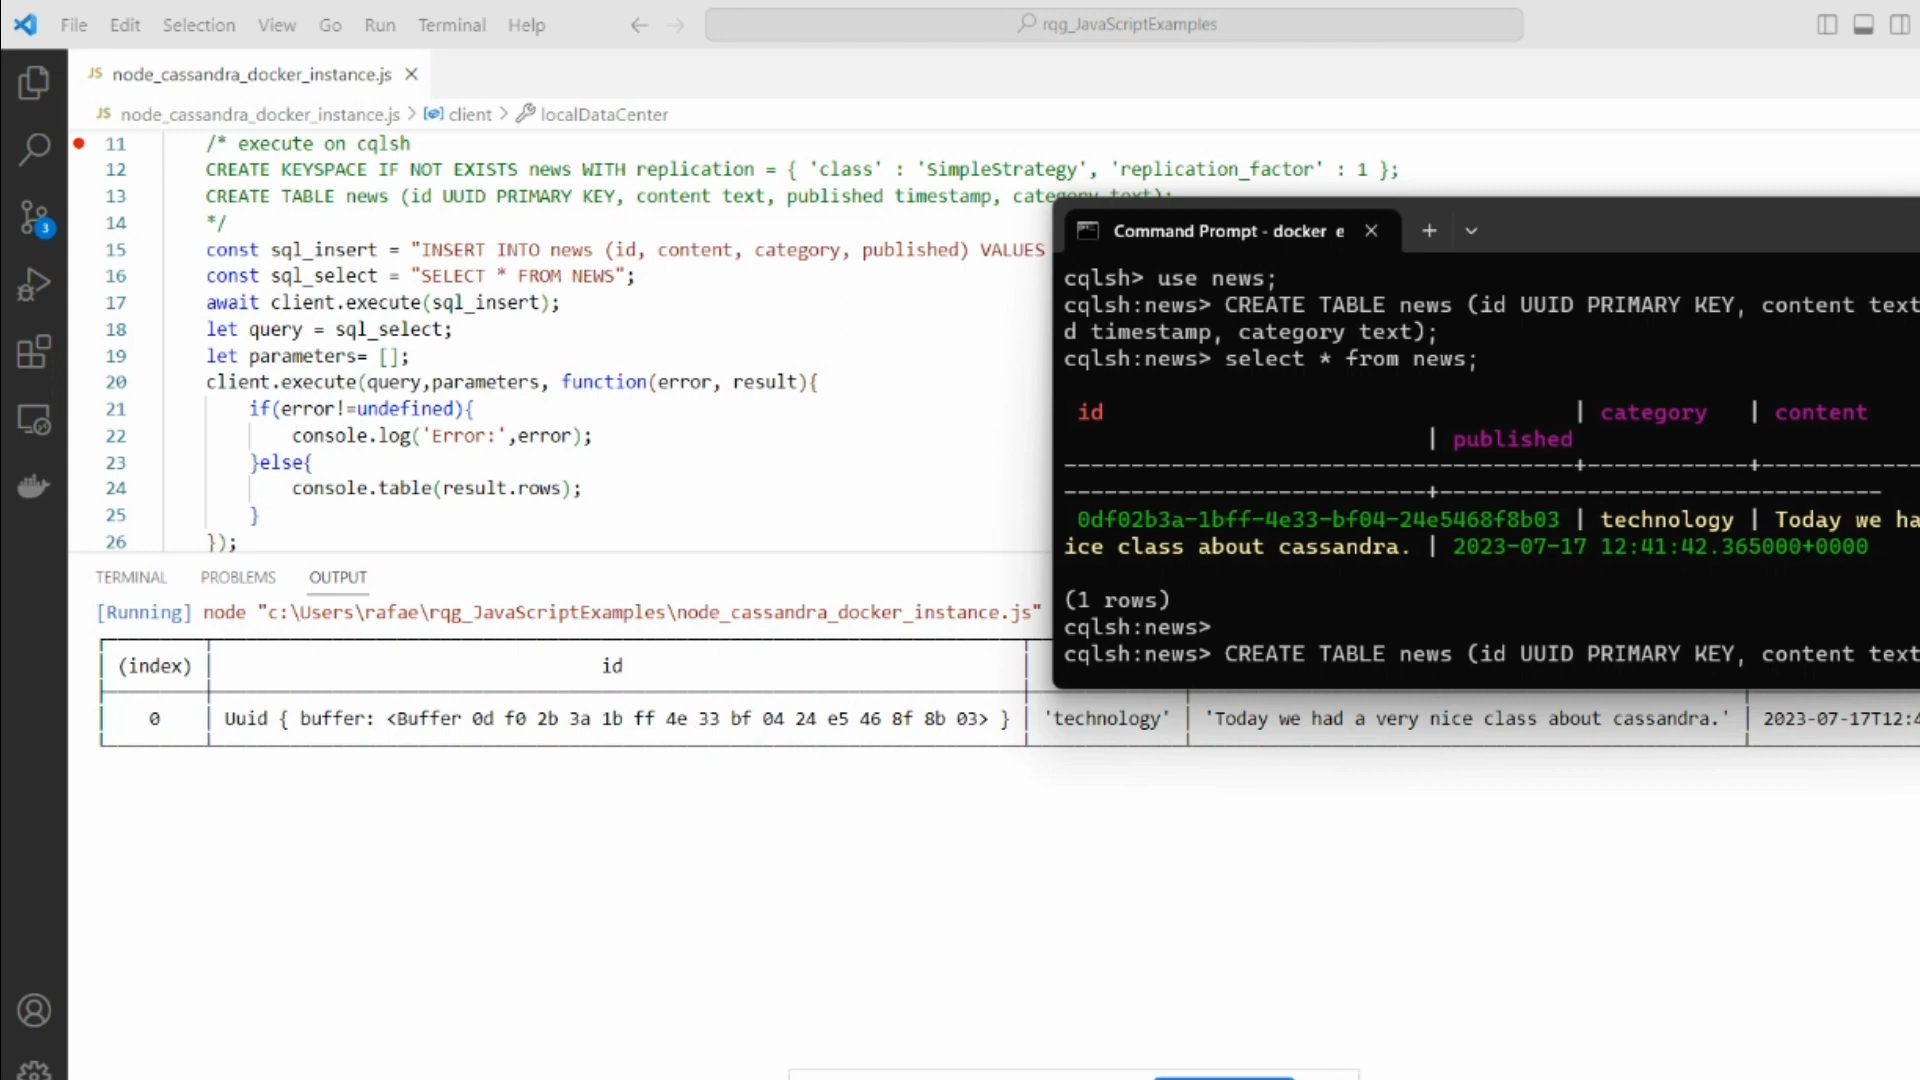 File Edit Selection View Go Run Terminal Help
rqg_JavaScriptExamples
JS node_cassandra_docker_instance.js
JS node_cassandra_docker_instance.js > client > localDataCenter
11 /* execute on cqlsh
12 CREATE KEYSPACE IF NOT EXISTS news WITH replication = { 'class' : 'SimpleStrategy', 'replication_factor' : 1 };
13 CREATE TABLE news (id UUID PRIMARY KEY, content text, published timestamp, category text);
14 */
15 const sql_insert = "INSERT INTO news (id, content, category, published) VALUES
16 const sql_select = "SELECT * FROM NEWS";
17 await client.execute(sql_insert);
18 let query = sql_select;
19 let parameters= [];
20 client.execute(query,parameters, function(error, result){
21 if(error!=undefined){
22 console.log('Error:',error);
23 }else{
24 console.table(result.rows);
25 }
26 });
3
TERMINAL PROBLEMS OUTPUT
[Running] node "c:\Users\rafae\rqg_JavaScriptExamples\node_cassandra_docker_instance.js"
(index) id
0 Uuid { buffer: <Buffer 0d f0 2b 3a 1b ff 4e 33 bf 04 24 e5 46 8f 8b 03> } 'technology' 'Today we had a very nice class about cassandra.' 2023-07-17T12:4
Command Prompt - docker e
cqlsh> use news;
cqlsh:news> CREATE TABLE news (id UUID PRIMARY KEY, content text
d timestamp, category text);
cqlsh:news> select * from news;
id | category | content
| published
-------------------------------------+------------+-----------
---------------------------+---------------------------------
0df02b3a-1bff-4e33-bf04-24e5468f8b03 | technology | Today we ha
ice class about cassandra. | 2023-07-17 12:41:42.365000+0000
(1 rows)
cqlsh:news>
cqlsh:news> CREATE TABLE news (id UUID PRIMARY KEY, content text